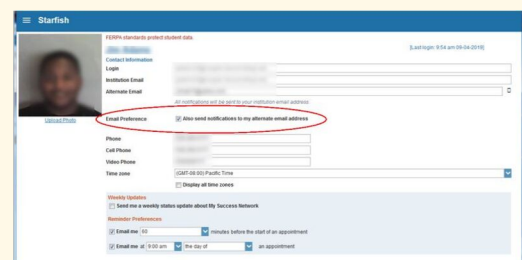 Starfish
FERPA standards protect student data.
[Last login: 9:54 am 09-04-2019]
Contact Information
Login
Institution Email
Alternate Email
All notifications will be sent to your institution email address
Upload Photo
Email Preference
Also send notifications to my alternate email address
Phone
Cell Phone
Video Phone
Time zone (GMT-08:00) Pacific Time
Display all time zones
Weekly Updates
Send me a weekly status update about My Success Network
Reminder Preferences
Email me 60 minutes before the start of an appointment
Email me at 9:00 am the day of an appointment